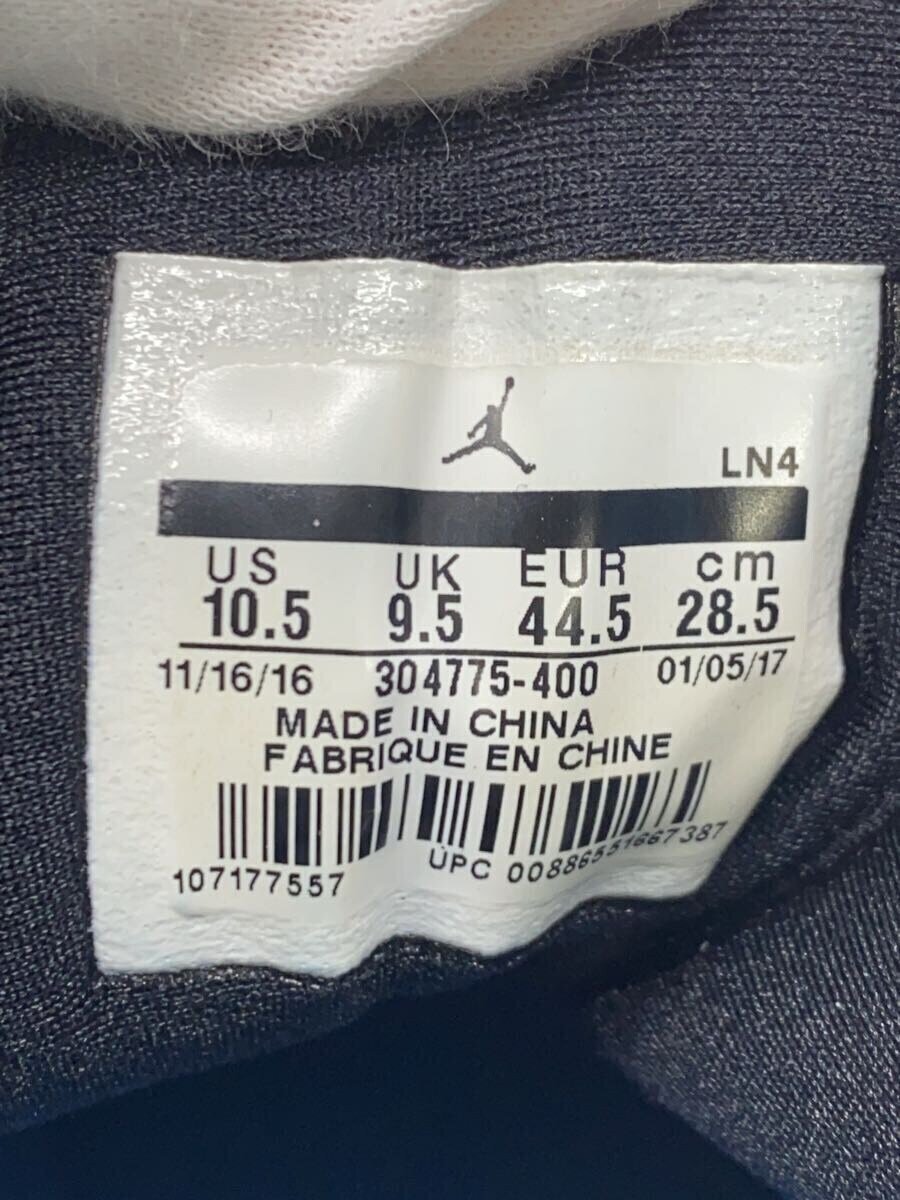 LN4
US UK EUR cm
10.5 9.5 44.5 28.5
11/16/16 304775-400 01/05/17
MADE IN CHINA
FABRIQUE EN CHINE
107177557 UPC 00886551667387